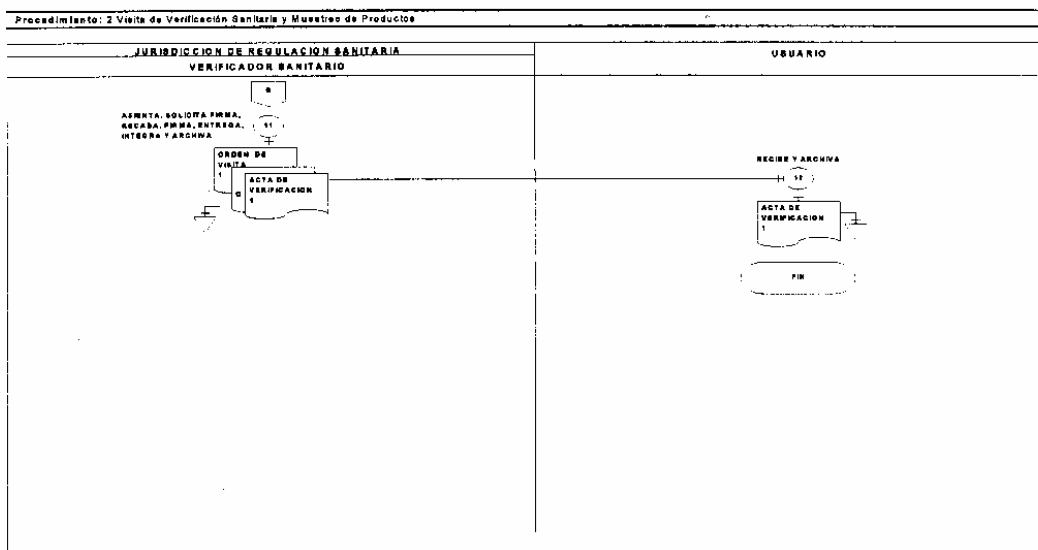 Procedimiento: 2 Visita de Verificación Sanitaria y Muestreo de Productos
JURISDICCION DE REGULACION SANITARIA
USUARIO
VERIFICADOR SANITARIO
ASIENTA, SOLICITA FIRMA,
RECABA, FIRMA, ENTREGA,
INTEGRA Y ARCHIVA
11
ORDEN DE
VISITA
1
ACTA DE
VERIFICACION
1
RECIBE Y ARCHIVA
12
ACTA DE
VERIFICACION
1
FIN